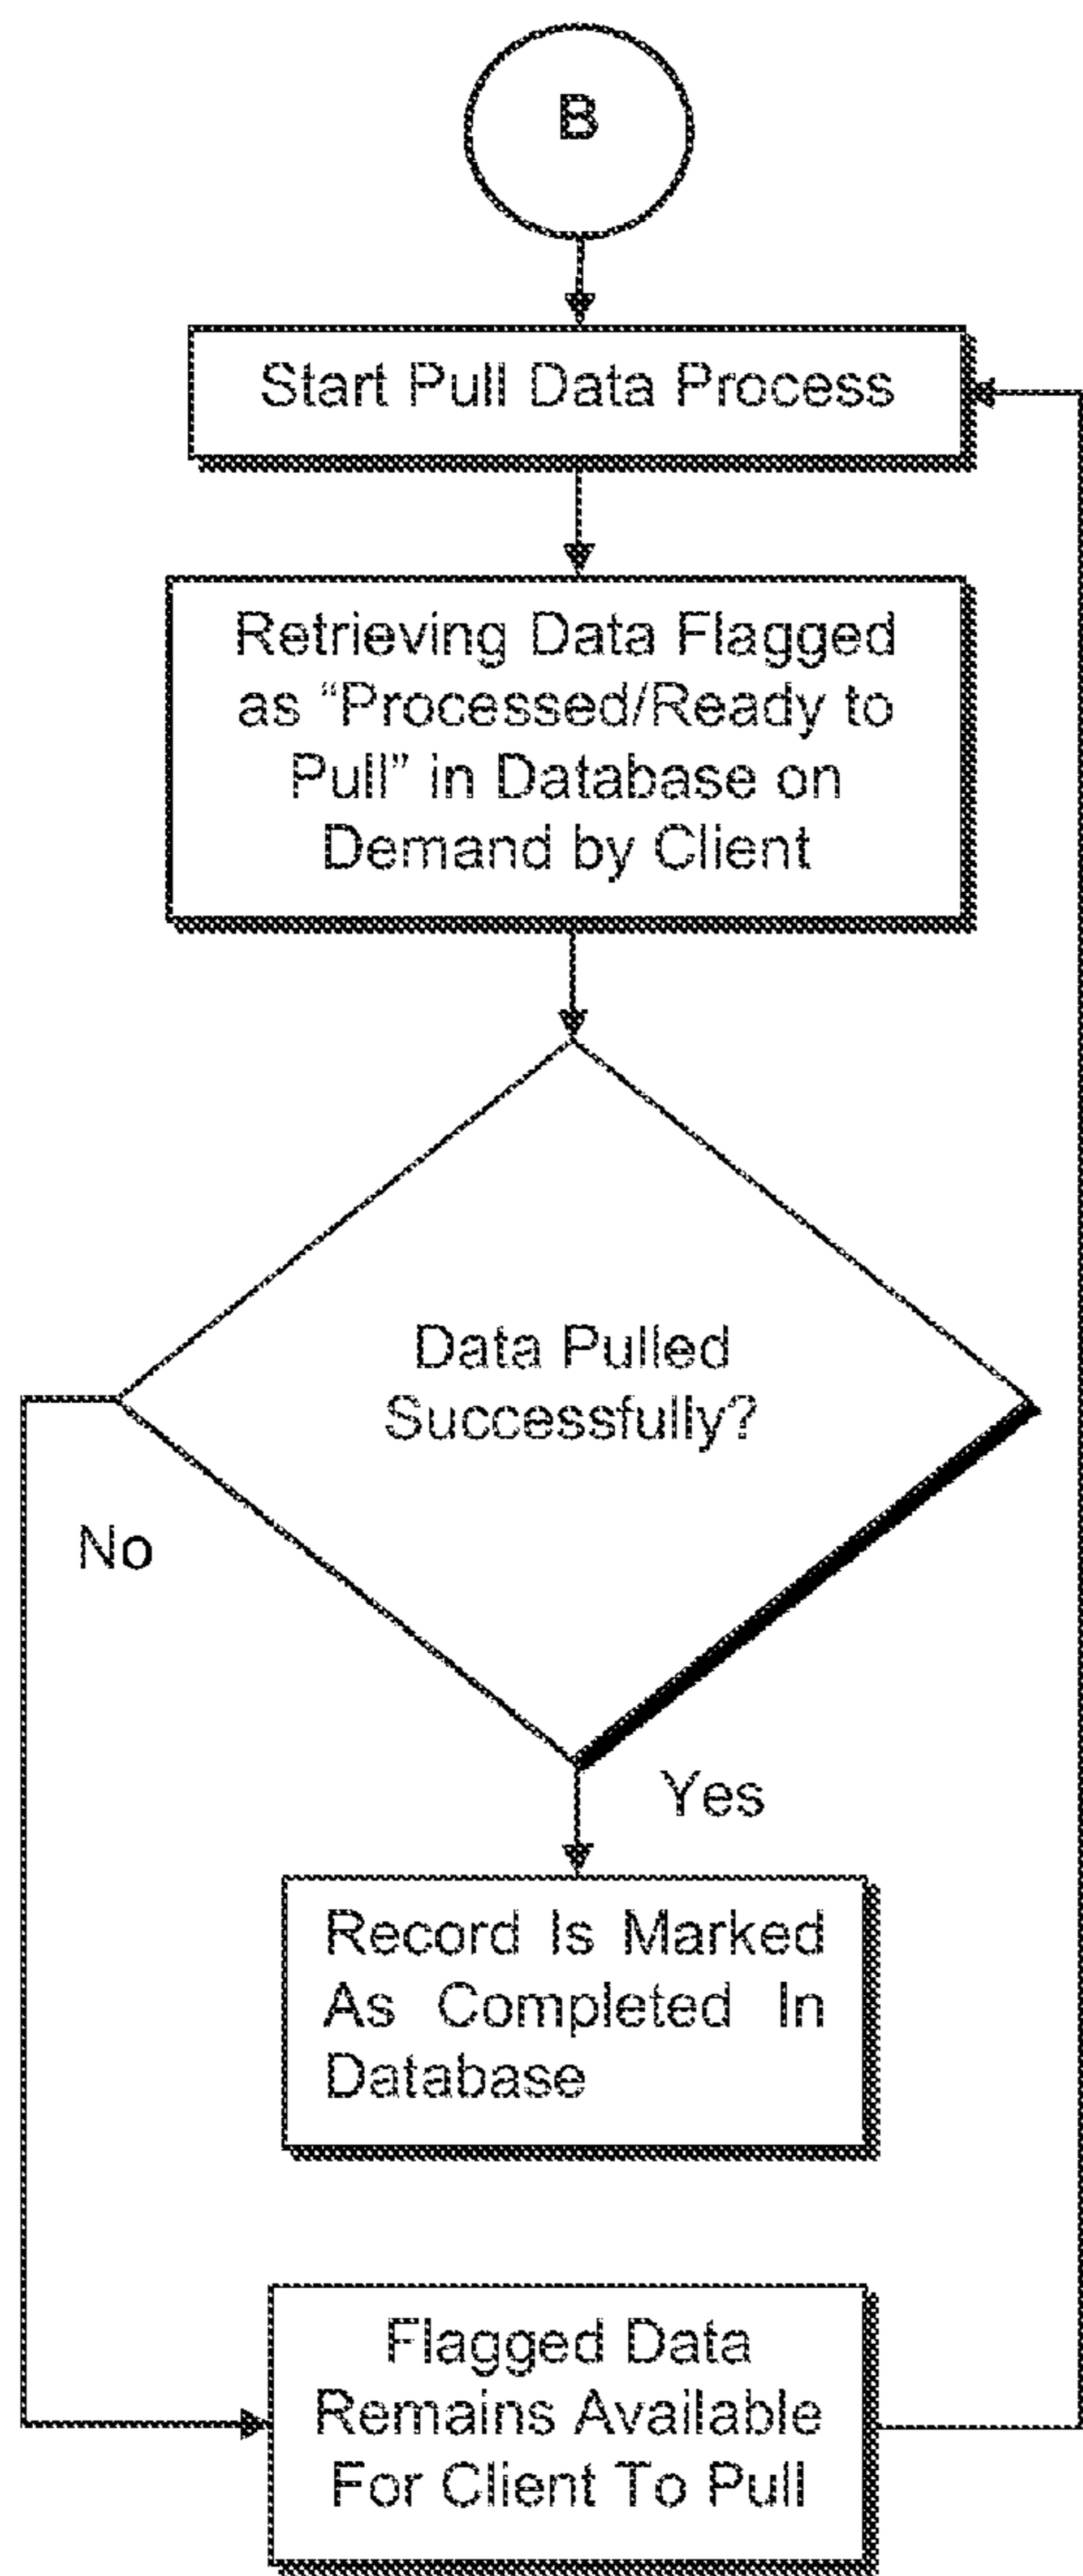 B
Start Pull Data Process
Retrieving Data Flagged
as “Processed/Ready to
Pull” in Database on
Demand by Client
Data Pulled
Successfully?
No
Yes
Record Is Marked
As Completed In
Database
Flagged Data
Remains Available
For Client To Pull